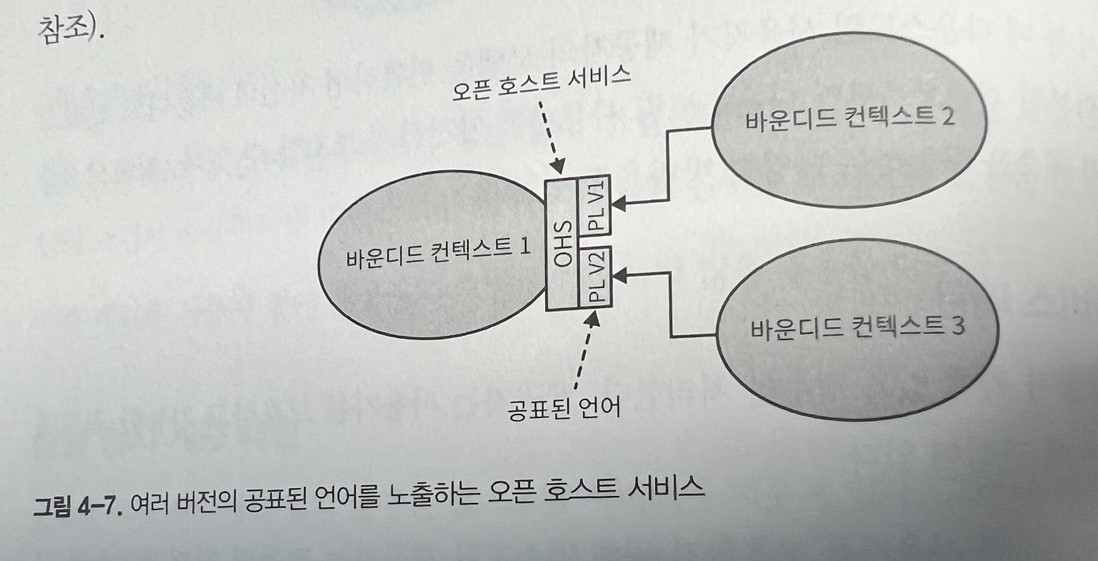 참조).
오픈 호스트 서비스
바운디드 컨텍스트 2
바운디드 컨텍스트 1
OHS
PL V1
PL V2
바운디드 컨텍스트 3
공표된 언어
그림 4-7. 여러 버전의 공표된 언어를 노출하는 오픈 호스트 서비스